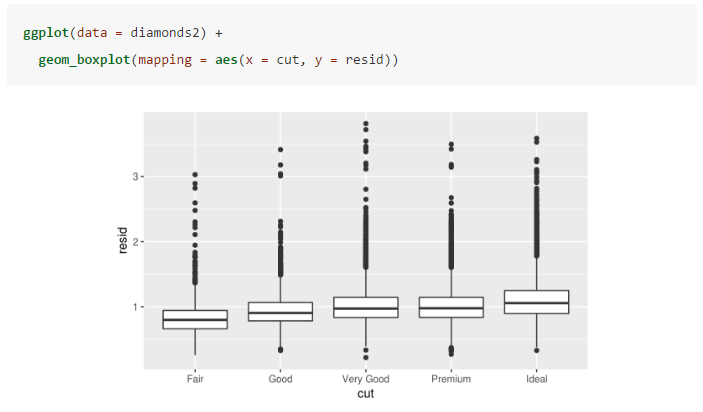 ggplot(data = diamonds2) +
  geom_boxplot(mapping = aes(x = cut, y = resid))
3
2
1
resid
Fair Good Very Good Premium Ideal
cut